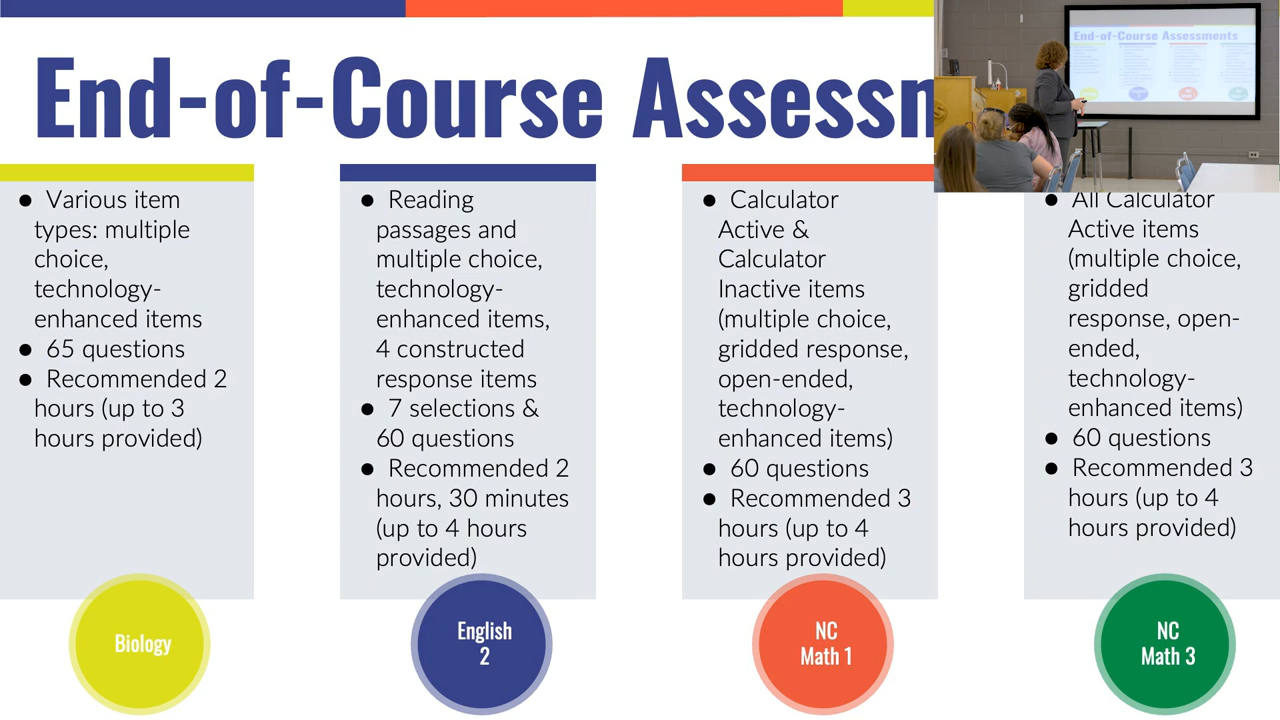 End-of-Course Assessm
● Various item
types: multiple
choice,
technology-
enhanced items
● 65 questions
● Recommended 2
hours (up to 3
hours provided)
Biology
● Reading
passages and
multiple choice,
technology-
enhanced items,
4 constructed
response items
● 7 selections &
60 questions
● Recommended 2
hours, 30 minutes
(up to 4 hours
provided)
English
2
● Calculator
Active &
Calculator
Inactive items
(multiple choice,
gridded response,
open-ended,
technology-
enhanced items)
● 60 questions
● Recommended 3
hours (up to 4
hours provided)
NC
Math 1
● All Calculator
Active items
(multiple choice,
gridded
response, open-
ended,
technology-
enhanced items)
● 60 questions
● Recommended 3
hours (up to 4
hours provided)
NC
Math 3
End-of-Course Assessments